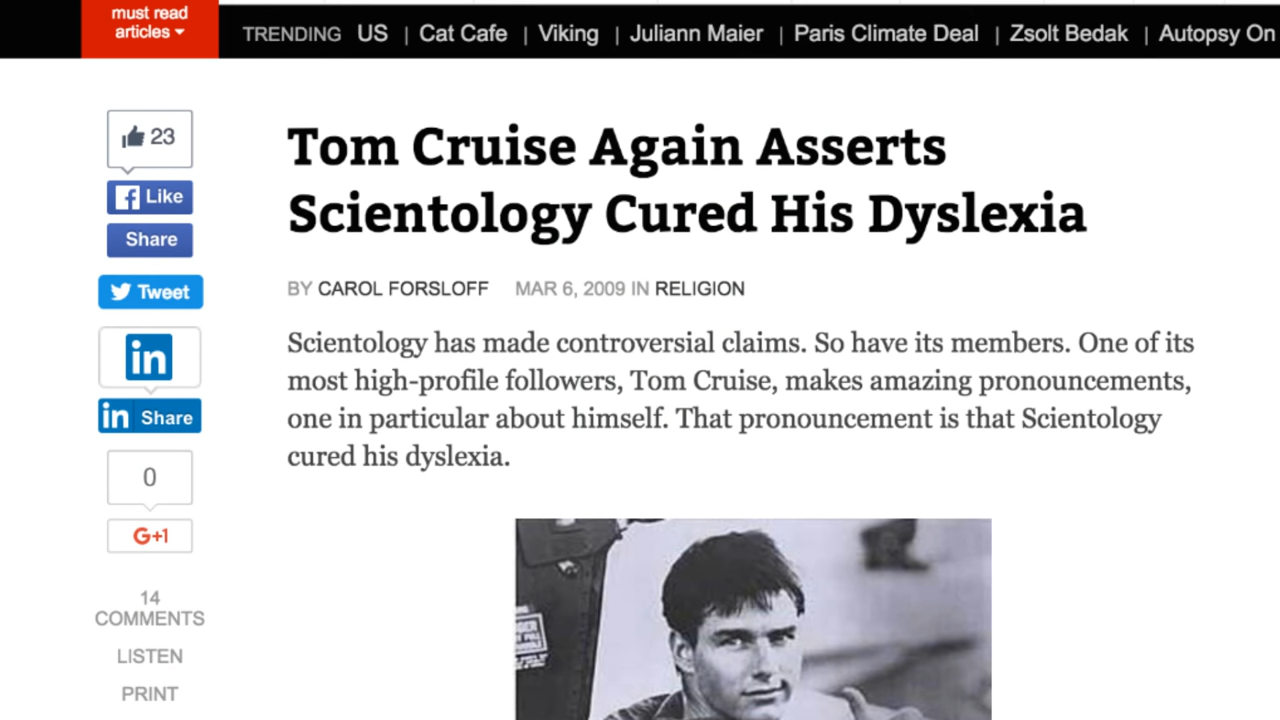 must read
articles
TRENDING US | Cat Cafe | Viking | Juliann Maier | Paris Climate Deal | Zsolt Bedak | Autopsy On
23
Like
Share
Tweet
in
in Share
0
G+1
14
COMMENTS
LISTEN
PRINT
Tom Cruise Again Asserts
Scientology Cured His Dyslexia
BY CAROL FORSLOFF MAR 6, 2009 IN RELIGION
Scientology has made controversial claims. So have its members. One of its
most high-profile followers, Tom Cruise, makes amazing pronouncements,
one in particular about himself. That pronouncement is that Scientology
cured his dyslexia.